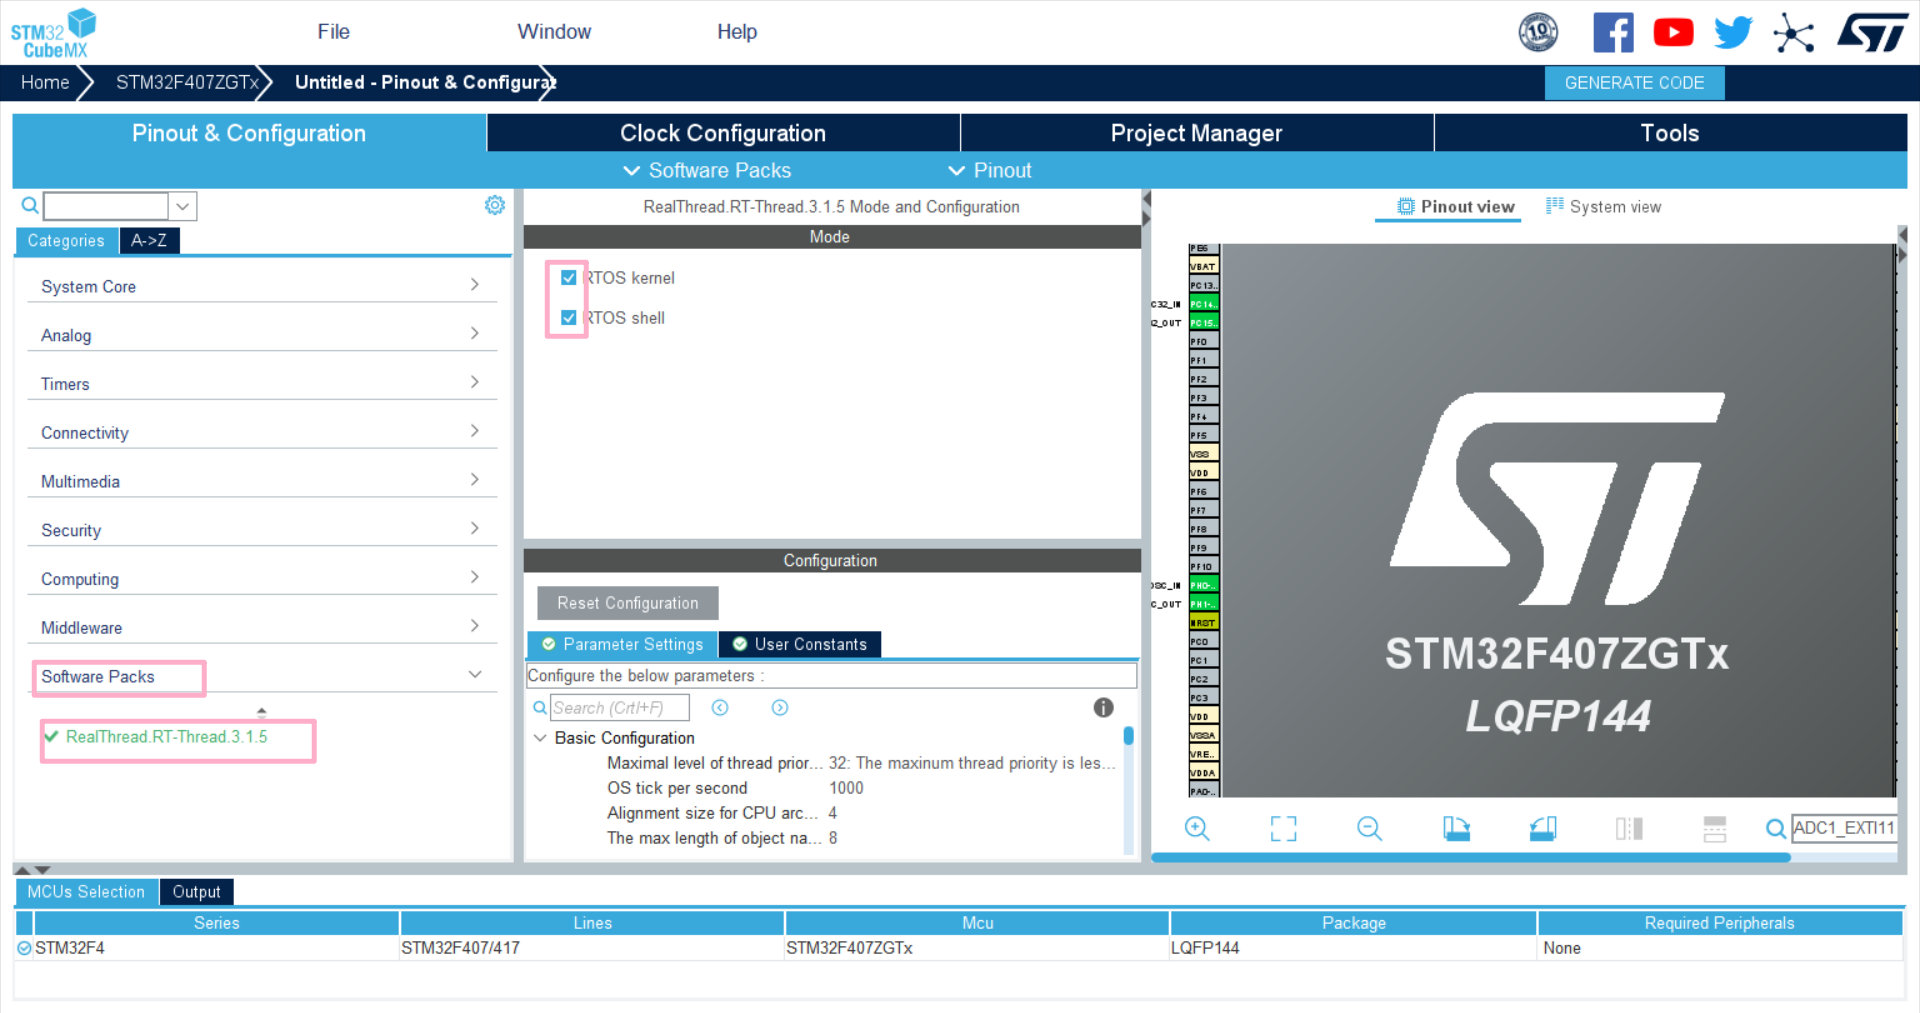 STM32
CubeMX
File
Window
Help
10
YEARS
Home
STM32F407ZGTx
Untitled - Pinout & Configurat
GENERATE CODE
Pinout & Configuration
Clock Configuration
Project Manager
Tools
Software Packs
Pinout
Categories
A->Z
System Core
Analog
Timers
Connectivity
Multimedia
Security
Computing
Middleware
Software Packs
RealThread.RT-Thread.3.1.5
RealThread.RT-Thread.3.1.5 Mode and Configuration
Mode
RTOS kernel
RTOS shell
Configuration
Reset Configuration
Parameter Settings
User Constants
Configure the below parameters :
Search (Crtl+F)
Basic Configuration
Maximal level of thread prior... 32: The maxinum thread priority is les...
OS tick per second 1000
Alignment size for CPU arc... 4
The max length of object na... 8
Pinout view
System view
PE6
VBAT
PC13..
C32_IN PC14..
2_OUT PC15..
PF0
PF1
PF2
PF3
PF4
PF5
VSS
VDD
PF6
PF7
PF8
PF9
PF10
OSC_IN PH0-..
C_OUT PH1-..
NRST
PC0
PC1
PC2
PC3
VDD
VSSA
VRE..
VDDA
PA0-..
ST
STM32F407ZGTx
LQFP144
ADC1_EXTI11
MCUs Selection
Output
Series Lines Mcu Package Required Peripherals
STM32F4 STM32F407/417 STM32F407ZGTx LQFP144 None